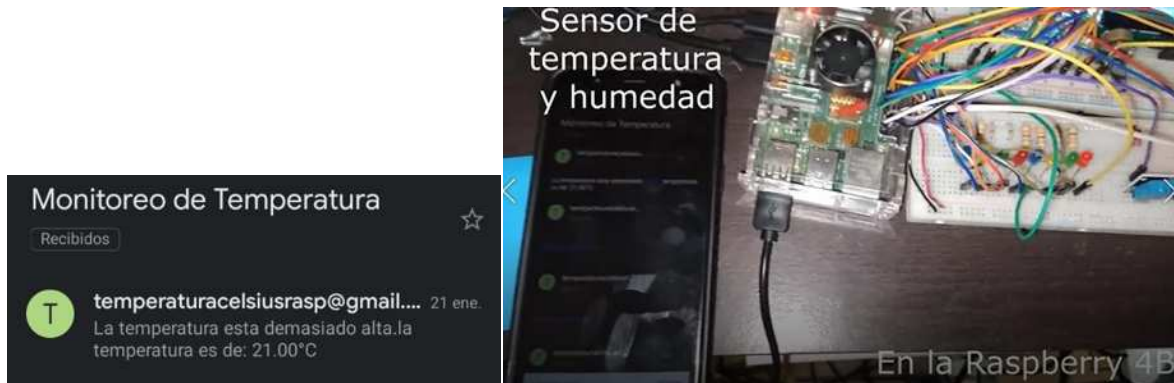 Monitoreo de Temperatura
Recibidos
T
temperaturacelsiusrasp@gmail.... 21 ene.
La temperatura esta demasiado alta.la
temperatura es de: 21.00°C
Sensor de
temperatura
y humedad
Monitoreo de Temperatura
En la Raspberry 4B